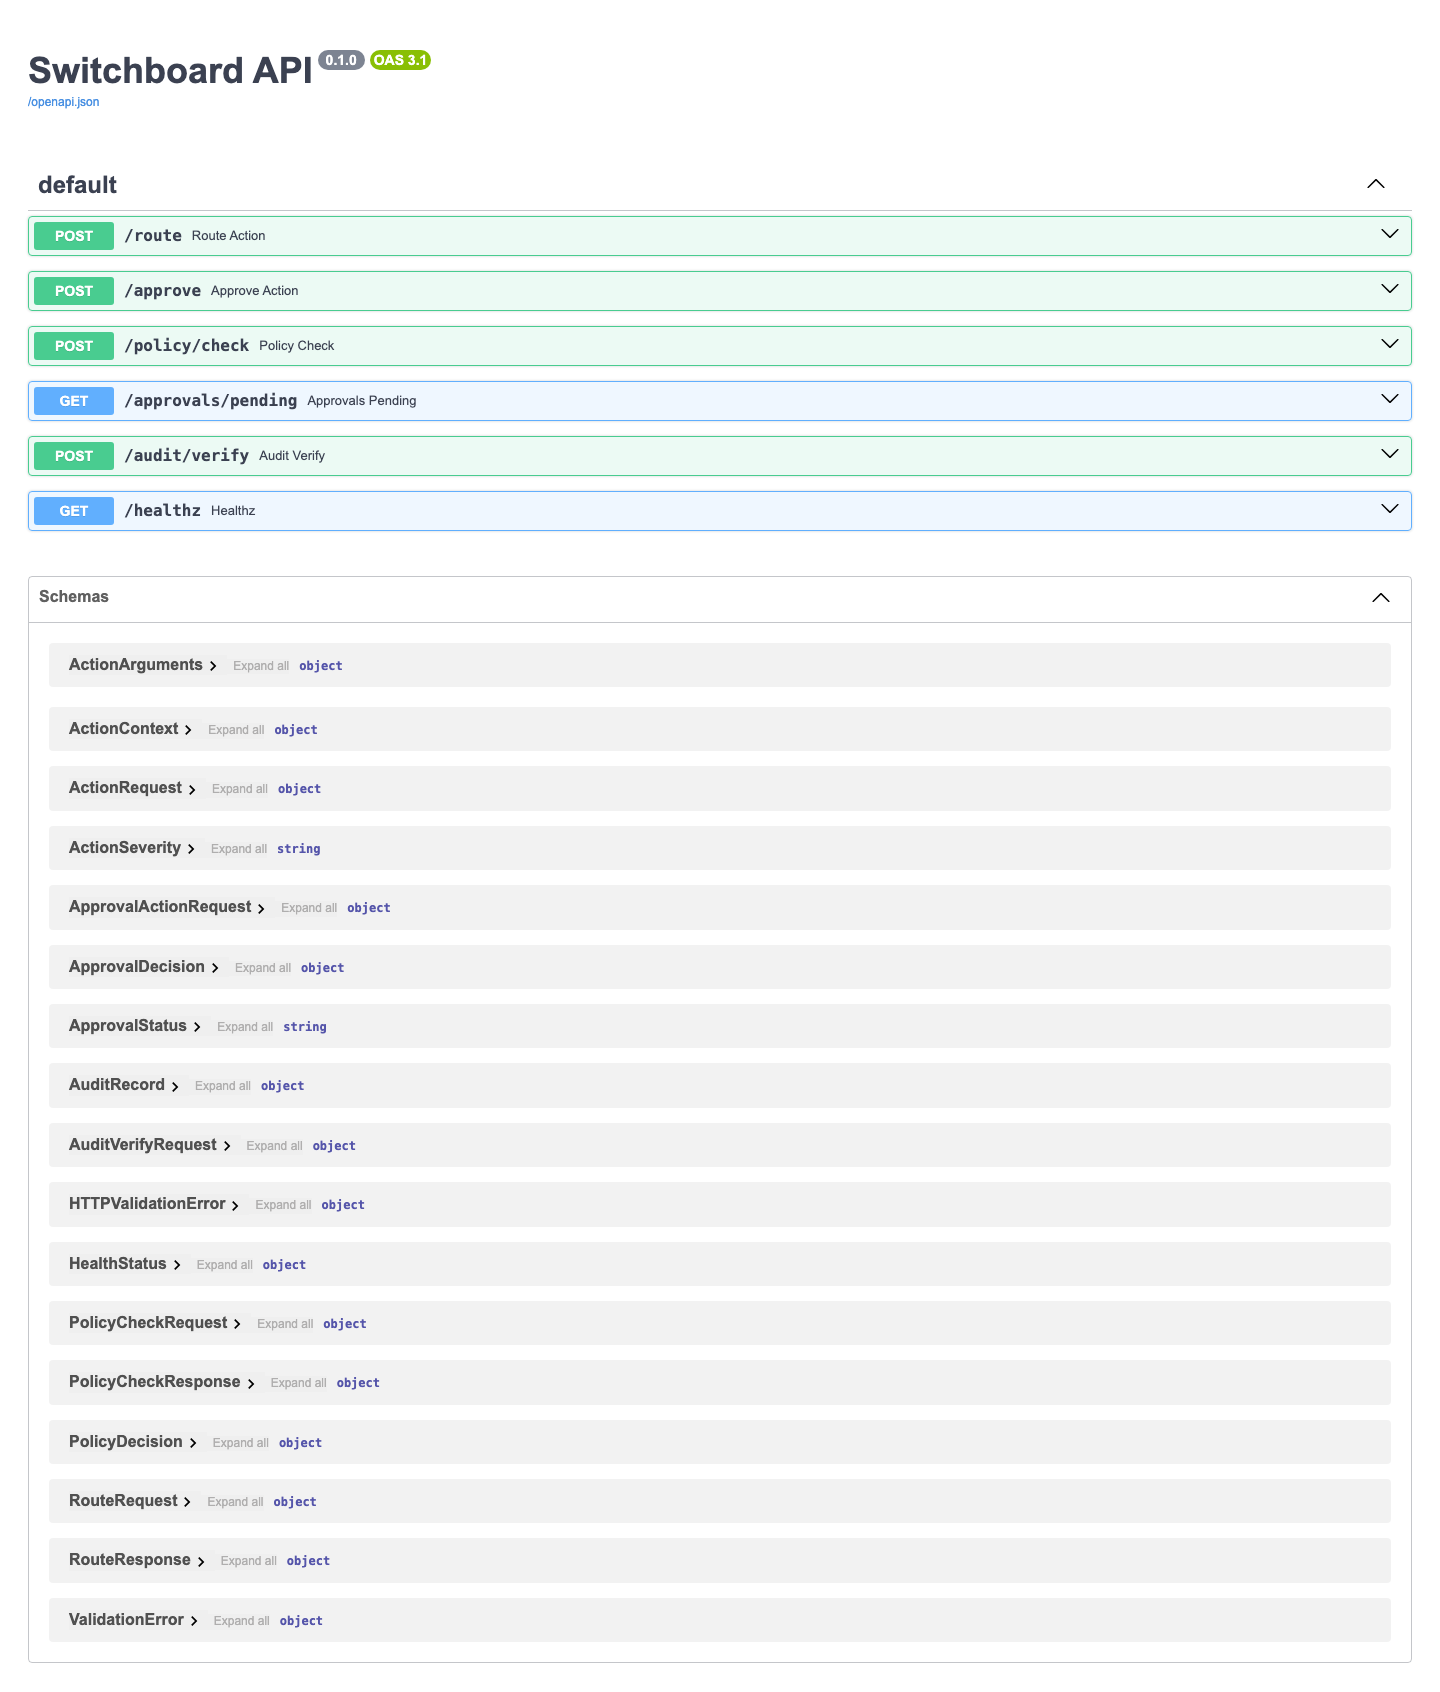 Switchboard API 0.1.0 OAS 3.1
/openapi.json
default
POST /route Route Action
POST /approve Approve Action
POST /policy/check Policy Check
GET /approvals/pending Approvals Pending
POST /audit/verify Audit Verify
GET /healthz Healthz
Schemas
ActionArguments Expand all object
ActionContext Expand all object
ActionRequest Expand all object
ActionSeverity Expand all string
ApprovalActionRequest Expand all object
ApprovalDecision Expand all object
ApprovalStatus Expand all string
AuditRecord Expand all object
AuditVerifyRequest Expand all object
HTTPValidationError Expand all object
HealthStatus Expand all object
PolicyCheckRequest Expand all object
PolicyCheckResponse Expand all object
PolicyDecision Expand all object
RouteRequest Expand all object
RouteResponse Expand all object
ValidationError Expand all object